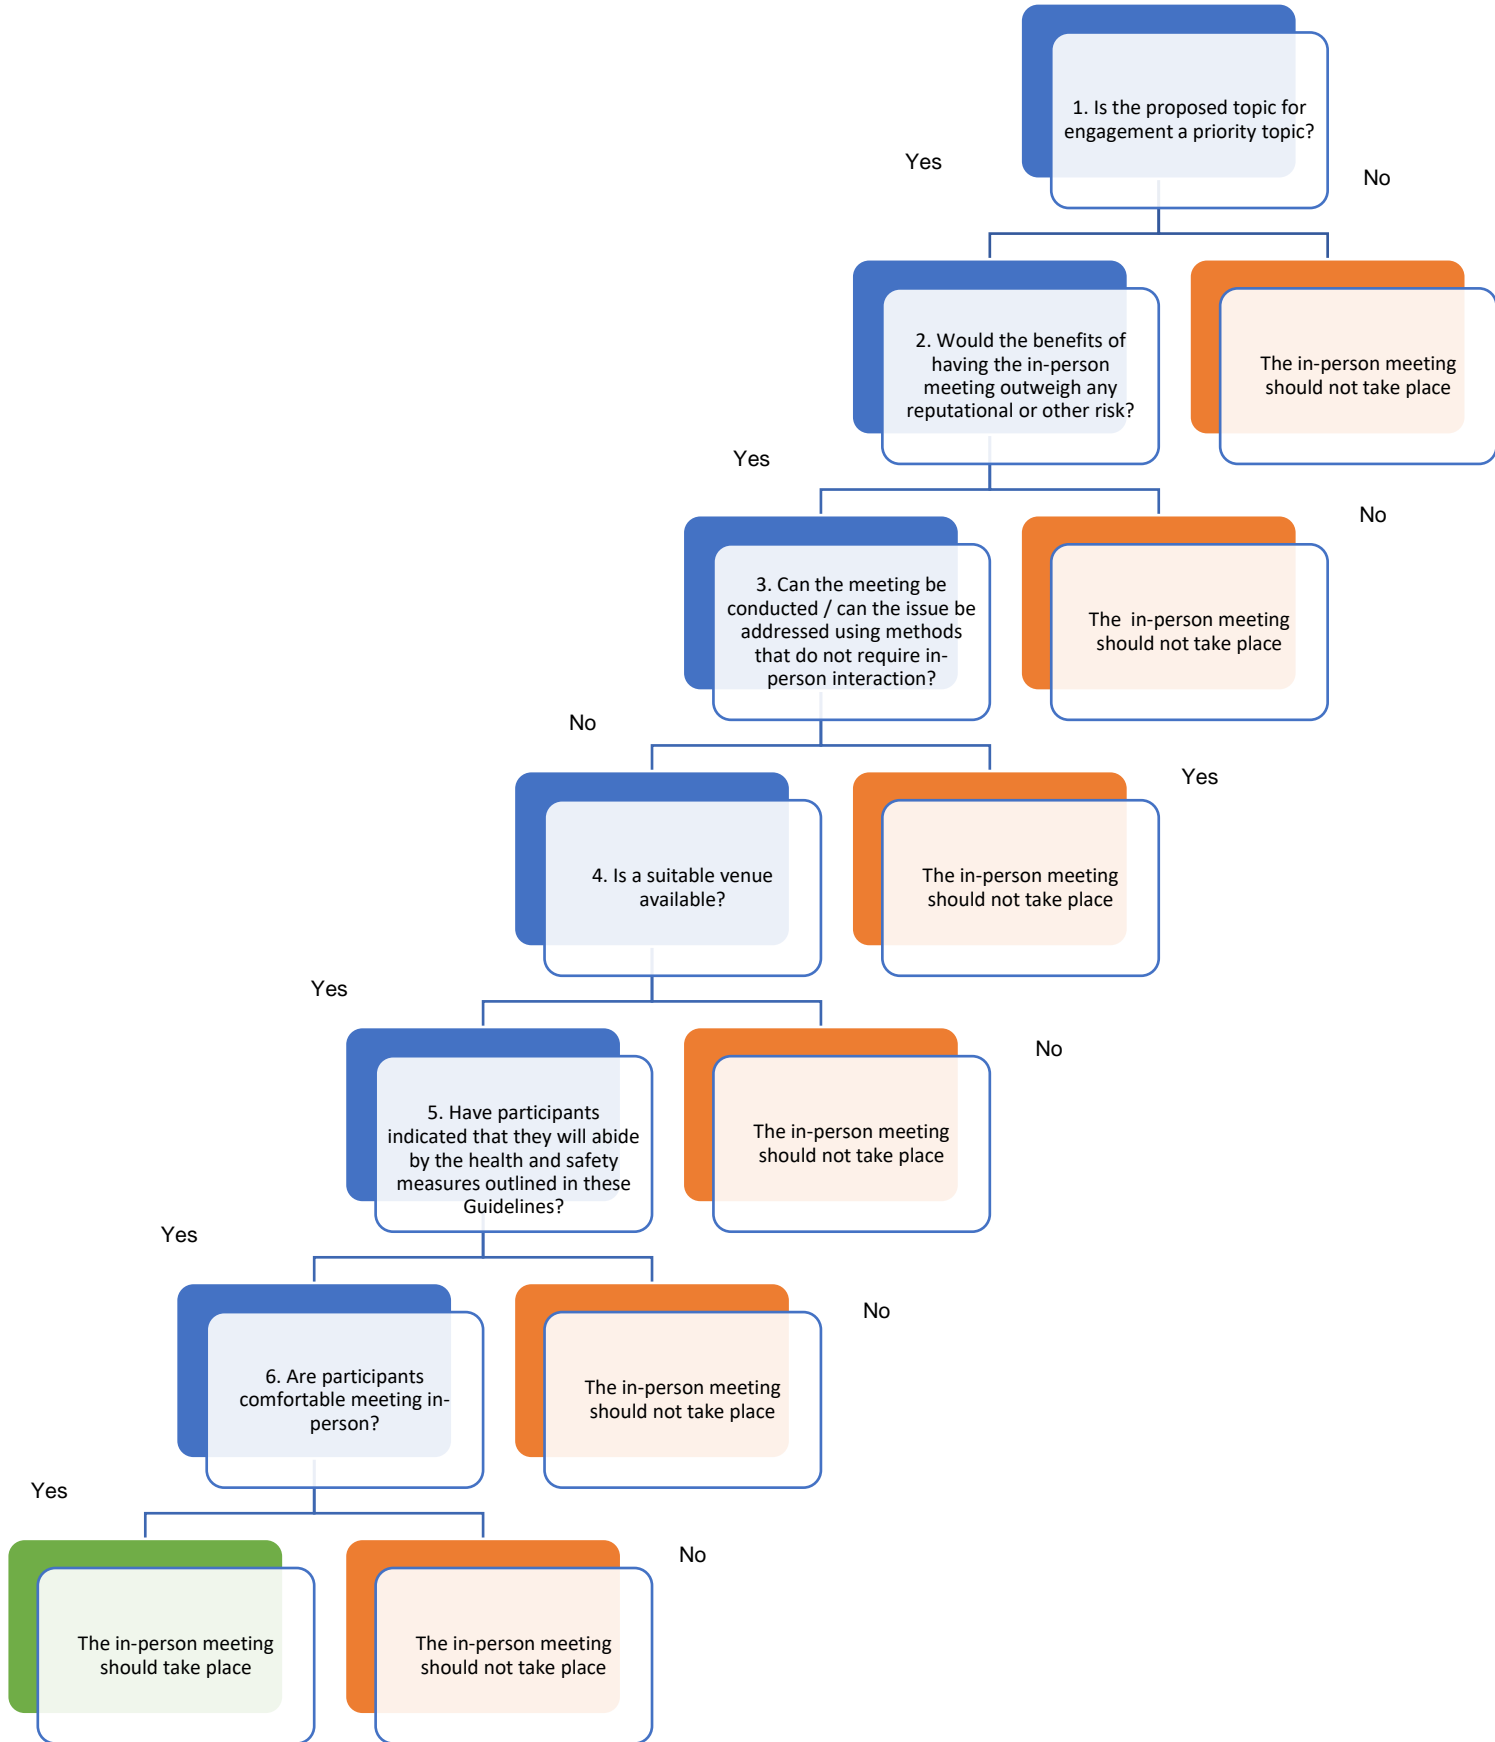 1. Is the proposed topic for
engagement a priority topic?
Yes
No
2. Would the benefits of
having the in-person
meeting outweigh any
reputational or other risk?
The in-person meeting
should not take place
Yes
No
3. Can the meeting be
conducted / can the issue be
addressed using methods
that do not require in-
person interaction?
The in-person meeting
should not take place
No
Yes
4. Is a suitable venue
available?
The in-person meeting
should not take place
Yes
No
5. Have participants
indicated that they will abide
by the health and safety
measures outlined in these
Guidelines?
The in-person meeting
should not take place
Yes
No
6. Are participants
comfortable meeting in-
person?
The in-person meeting
should not take place
Yes
No
The in-person meeting
should take place
The in-person meeting
should not take place